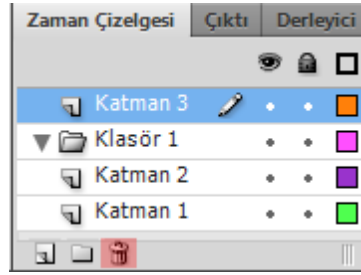 Zaman Çizelgesi Çıktı Derleyici
Katman 3
Klasör 1
Katman 2
Katman 1